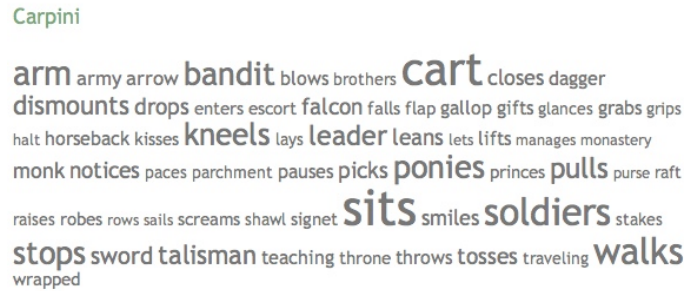 Carpini
arm army arrow bandit blows brothers cart closes dagger
dismounts drops enters escort falcon falls flap gallop gifts glances grabs grips
halt horseback kisses kneels lays leader leans lets lifts manages monastery
monk notices paces parchment pauses picks ponies princes pulls purse raft
raises robes rows sails screams shawl signet sits smiles soldiers stakes
stops sword talisman teaching throne throws tosses traveling walks
wrapped